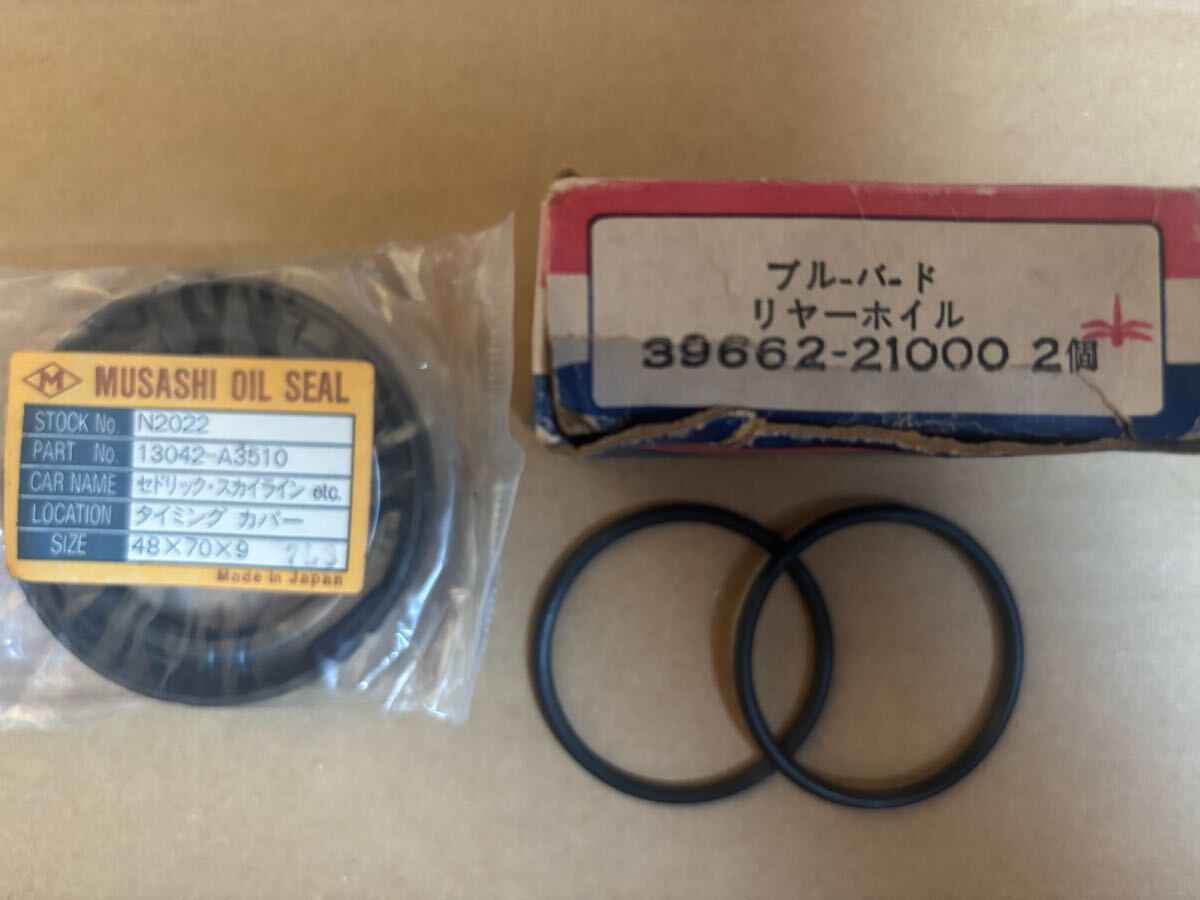 M MUSASHI OIL SEAL
STOCK No. N2022
PART No. 13042-A3510
CAR NAME セドリック・スカイライン etc.
LOCATION タイミング カバー
SIZE 48×70×9
Made in Japan
ブル-バ-ド
リヤーホイル
39662-21000 2個